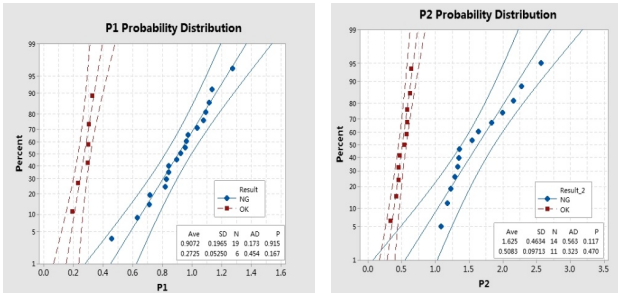 P1 Probability Distribution
99
95
90
80
70
60
50
40
30
20
10
5
1
Percent
0.0 0.2 0.4 0.6 0.8 1.0 1.2 1.4 1.6
P1
Result
NG
OK
Ave SD N AD P
0.9072 0.1965 19 0.173 0.915
0.2725 0.05250 6 0.454 0.167
P2 Probability Distribution
99
95
90
80
70
60
50
40
30
20
10
5
1
Percent
0.0 0.5 1.0 1.5 2.0 2.5 3.0 3.5
P2
Result_2
NG
OK
Ave SD N AD P
1.625 0.4634 14 0.563 0.117
0.5083 0.09713 11 0.323 0.470